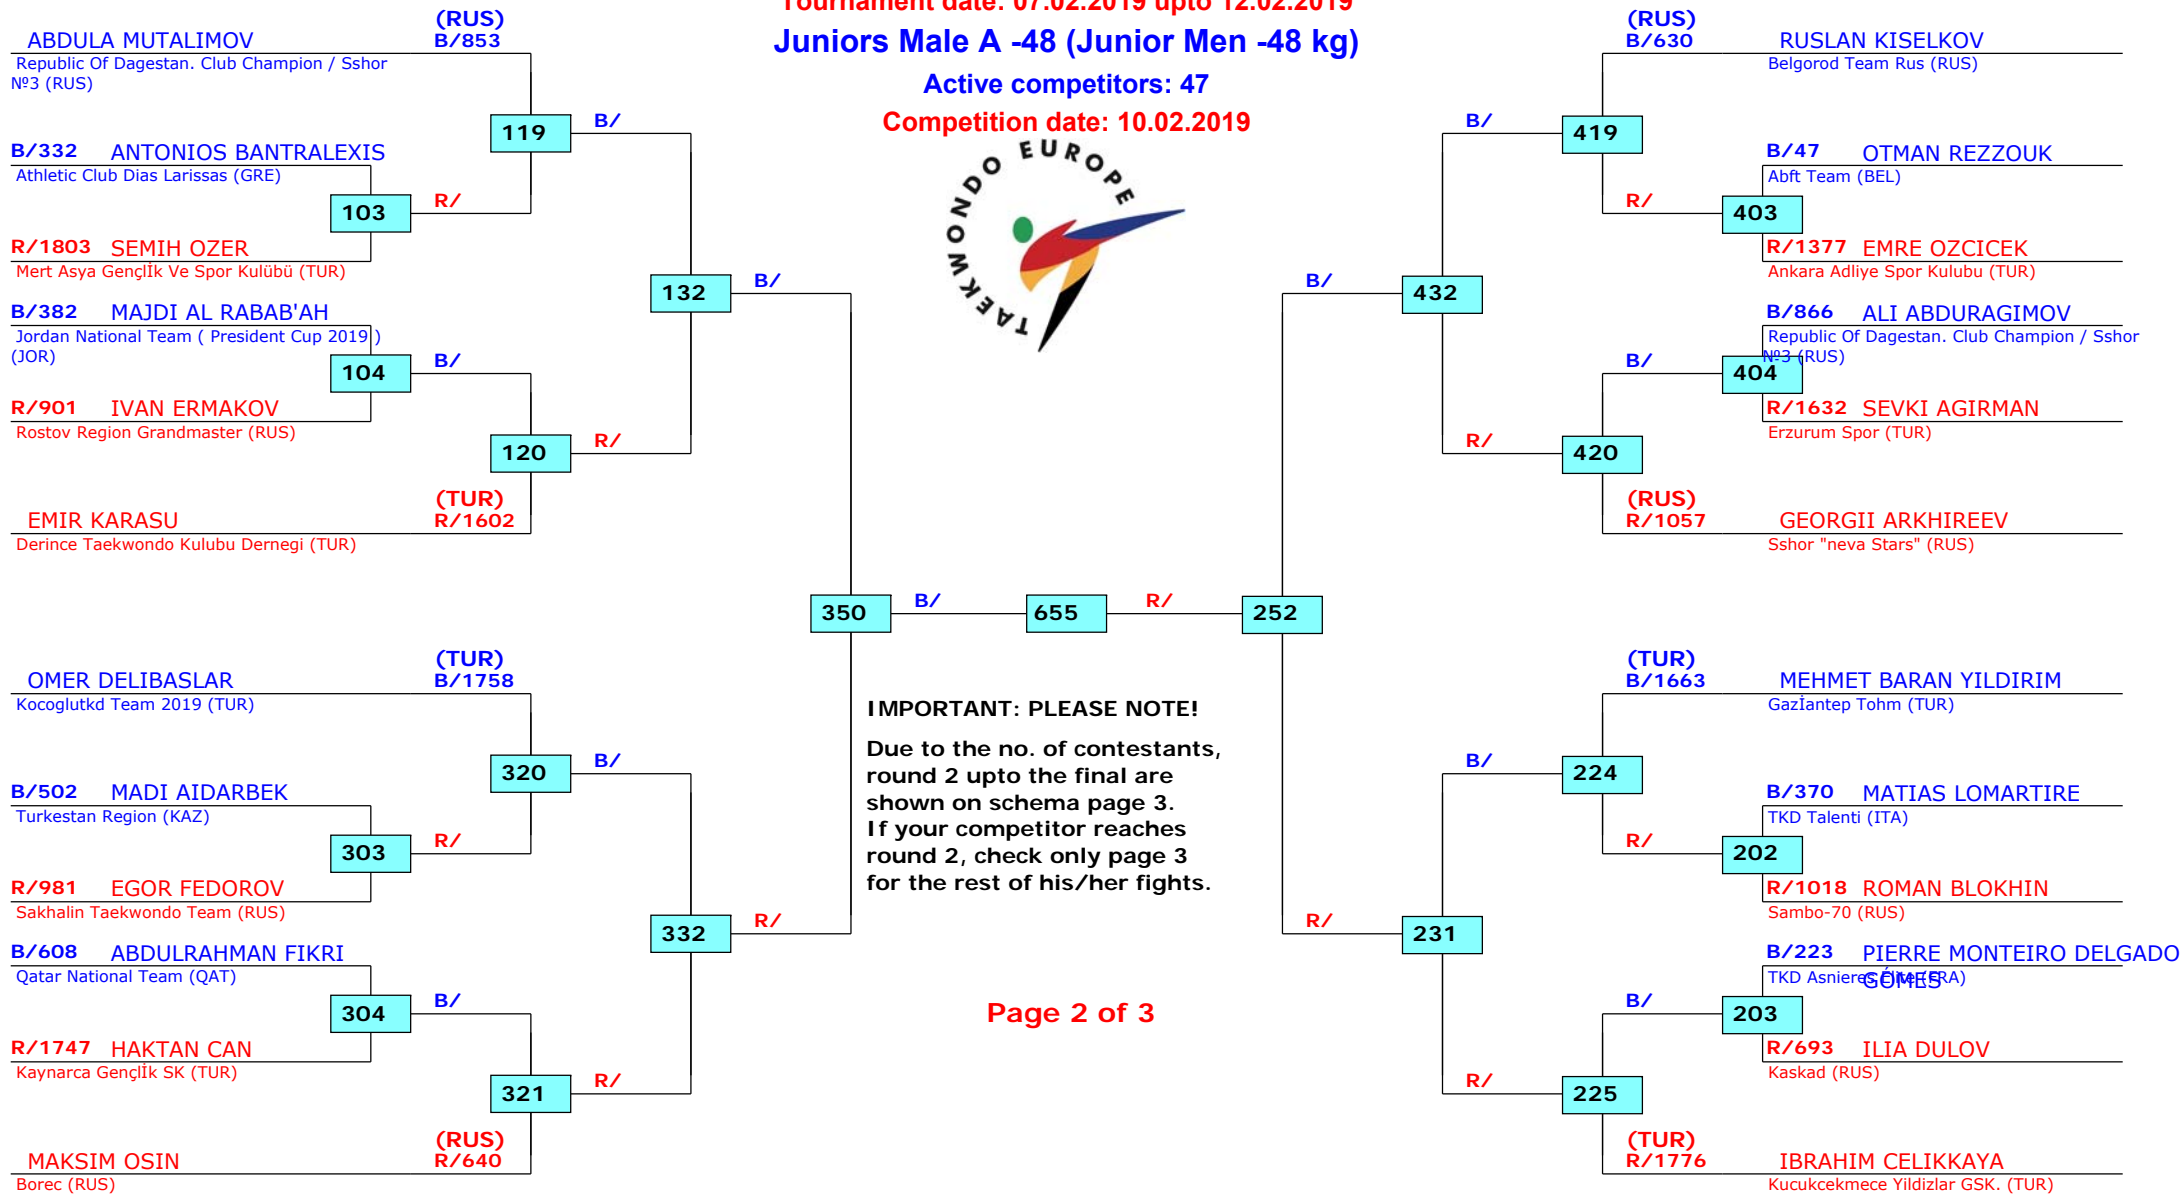 Tournament date: 07.02.2019 upto 12.02.2019
Juniors Male A -48 (Junior Men -48 kg)
Active competitors: 47
Competition date: 10.02.2019
TAEKWONDO EUROPE
(RUS)
ABDULA MUTALIMOV B/853
Republic Of Dagestan. Club Champion / Sshor
№3 (RUS)
119 B/
B/332 ANTONIOS BANTRALEXIS
Athletic Club Dias Larissas (GRE)
103 R/
R/1803 SEMIH OZER
Mert Asya Gençlİk Ve Spor Kulübü (TUR)
132 B/
B/382 MAJDI AL RABAB'AH
Jordan National Team ( President Cup 2019 )
(JOR)
104 B/
R/901 IVAN ERMAKOV
Rostov Region Grandmaster (RUS)
120 R/
(TUR)
EMIR KARASU R/1602
Derince Taekwondo Kulubu Dernegi (TUR)
350 B/ 655 R/ 252
(TUR)
OMER DELIBASLAR B/1758
Kocoglutkd Team 2019 (TUR)
320 B/
B/502 MADI AIDARBEK
Turkestan Region (KAZ)
303 R/
R/981 EGOR FEDOROV
Sakhalin Taekwondo Team (RUS)
332 R/
B/608 ABDULRAHMAN FIKRI
Qatar National Team (QAT)
304 B/
R/1747 HAKTAN CAN
Kaynarca Gençlİk SK (TUR)
321 R/
(RUS)
MAKSIM OSIN R/640
Borec (RUS)
IMPORTANT: PLEASE NOTE!
Due to the no. of contestants,
round 2 upto the final are
shown on schema page 3.
If your competitor reaches
round 2, check only page 3
for the rest of his/her fights.
Page 2 of 3
(RUS)
B/630 RUSLAN KISELKOV
Belgorod Team Rus (RUS)
B/ 419
B/47 OTMAN REZZOUK
Abft Team (BEL)
R/ 403
R/1377 EMRE OZCICEK
Ankara Adliye Spor Kulubu (TUR)
B/ 432
B/866 ALI ABDURAGIMOV
Republic Of Dagestan. Club Champion / Sshor
№3 (RUS)
B/ 404
R/1632 SEVKI AGIRMAN
Erzurum Spor (TUR)
R/ 420
(RUS)
R/1057 GEORGII ARKHIREEV
Sshor "neva Stars" (RUS)
(TUR)
B/1663 MEHMET BARAN YILDIRIM
Gazİantep Tohm (TUR)
B/ 224
B/370 MATIAS LOMARTIRE
TKD Talenti (ITA)
R/ 202
R/1018 ROMAN BLOKHIN
Sambo-70 (RUS)
R/ 231
B/223 PIERRE MONTEIRO DELGADO
GOMES
TKD Asnieres Élite (FRA)
B/ 203
R/693 ILIA DULOV
Kaskad (RUS)
R/ 225
(TUR)
R/1776 IBRAHIM CELIKKAYA
Kucukcekmece Yildizlar GSK. (TUR)